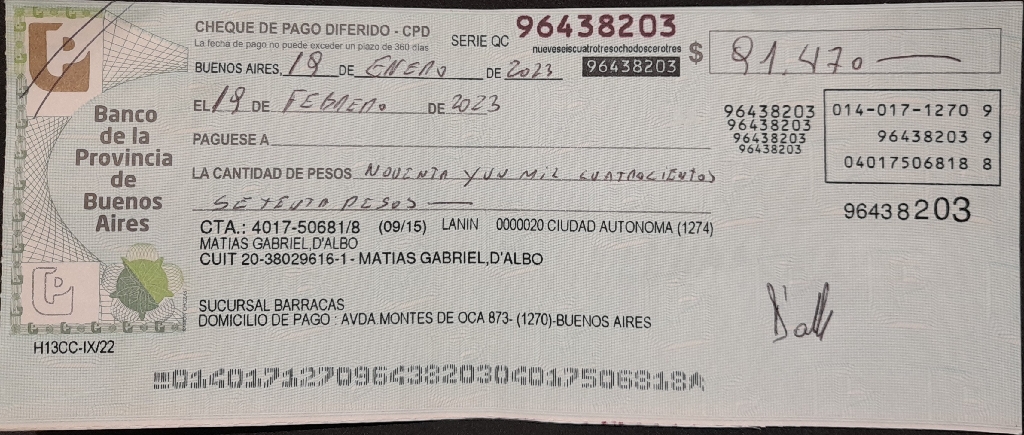 CHEQUE DE PAGO DIFERIDO - CPD
La fecha de pago no puede exceder un plazo de 360 días
SERIE QC 96438203
nueveseiscuatrotresochodoscerotres
96438203
$ 91.470
BUENOS AIRES, 19 DE ENERO DE 2023
EL 19 DE FEBRERO DE 2023
PAGUESE A
LA CANTIDAD DE PESOS NOVENTA Y UN MIL CUATROCIENTOS
SETENTA PESOS
96438203
96438203
96438203
96438203
014-017-1270 9
96438203 9
04017506818 8
96438203
Banco
de la
Provincia
de
Buenos
Aires
CTA.: 4017-50681/8 (09/15) LANIN 0000020 CIUDAD AUTONOMA (1274)
MATIAS GABRIEL,D'ALBO
CUIT 20-38029616-1 - MATIAS GABRIEL,D'ALBO
SUCURSAL BARRACAS
DOMICILIO DE PAGO : AVDA.MONTES DE OCA 873- (1270)-BUENOS AIRES
D'alb
H13CC-IX/22
01401712709643820304017506818